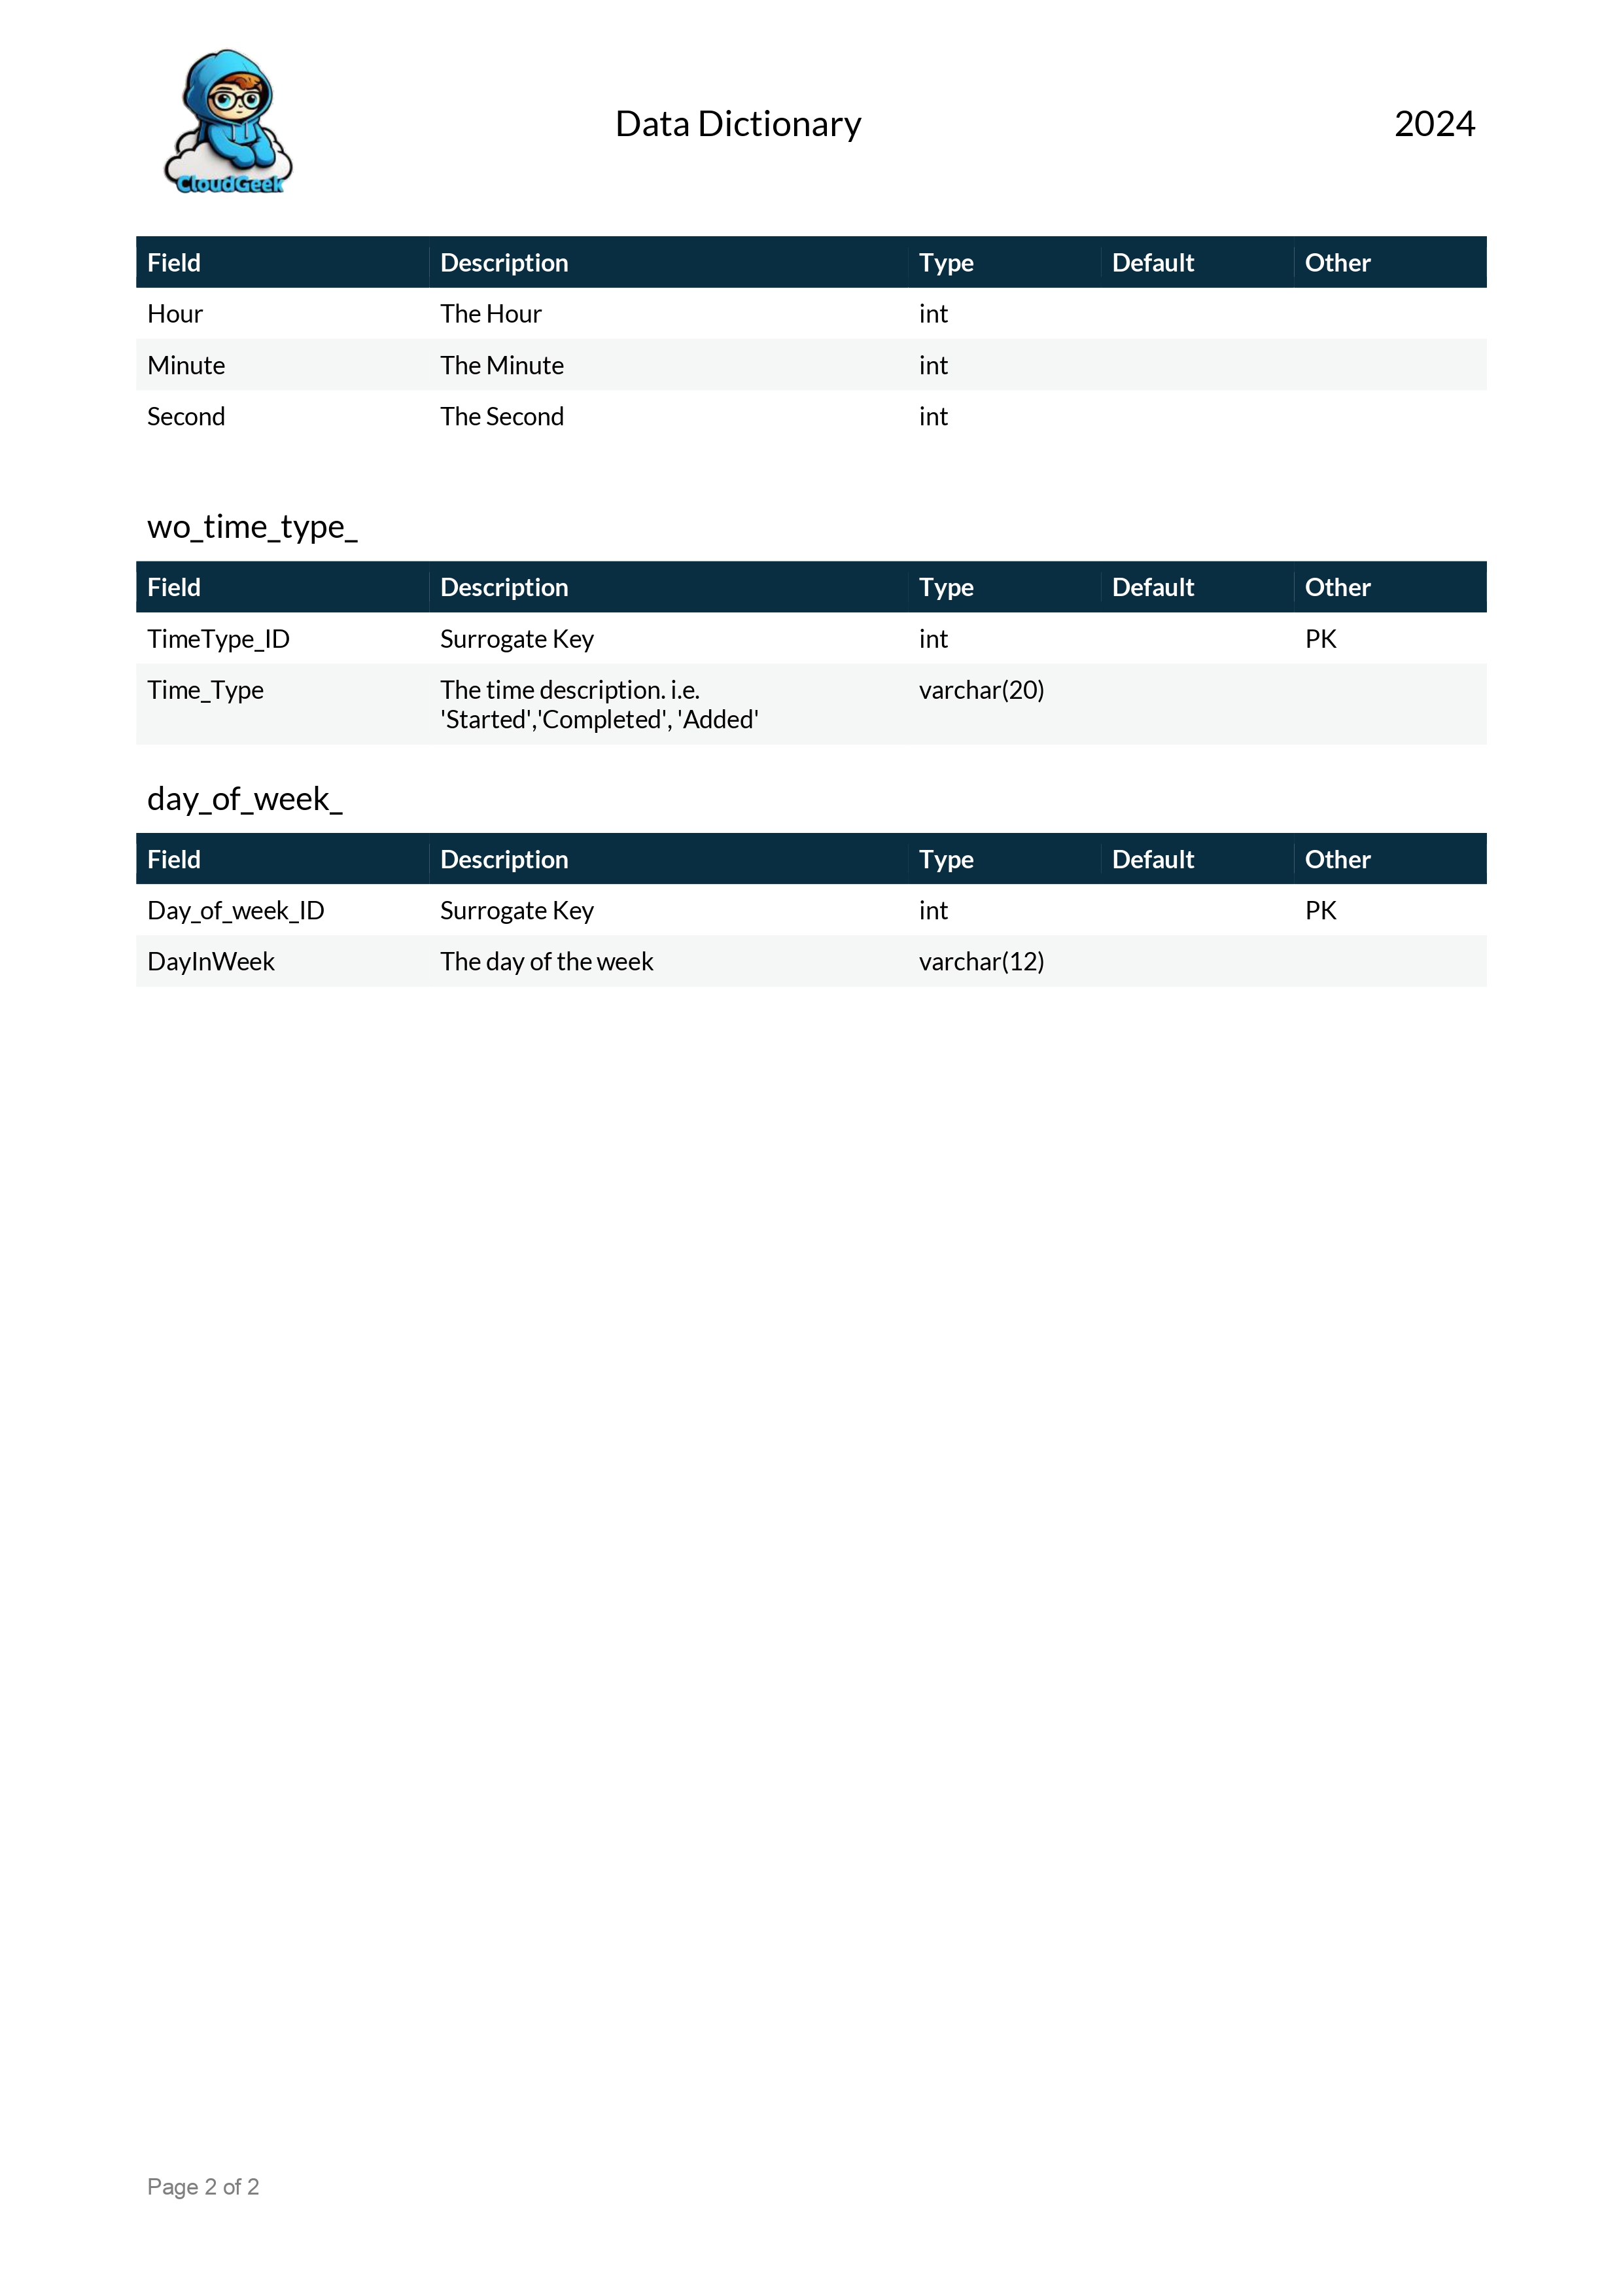 CloudGeek
Data Dictionary 2024
Field Description Type Default Other
Hour The Hour int
Minute The Minute int
Second The Second int
wo_time_type_
Field Description Type Default Other
TimeType_ID Surrogate Key int PK
Time_Type The time description. i.e. varchar(20)
'Started','Completed', 'Added'
day_of_week_
Field Description Type Default Other
Day_of_week_ID Surrogate Key int PK
DayInWeek The day of the week varchar(12)
Page 2 of 2